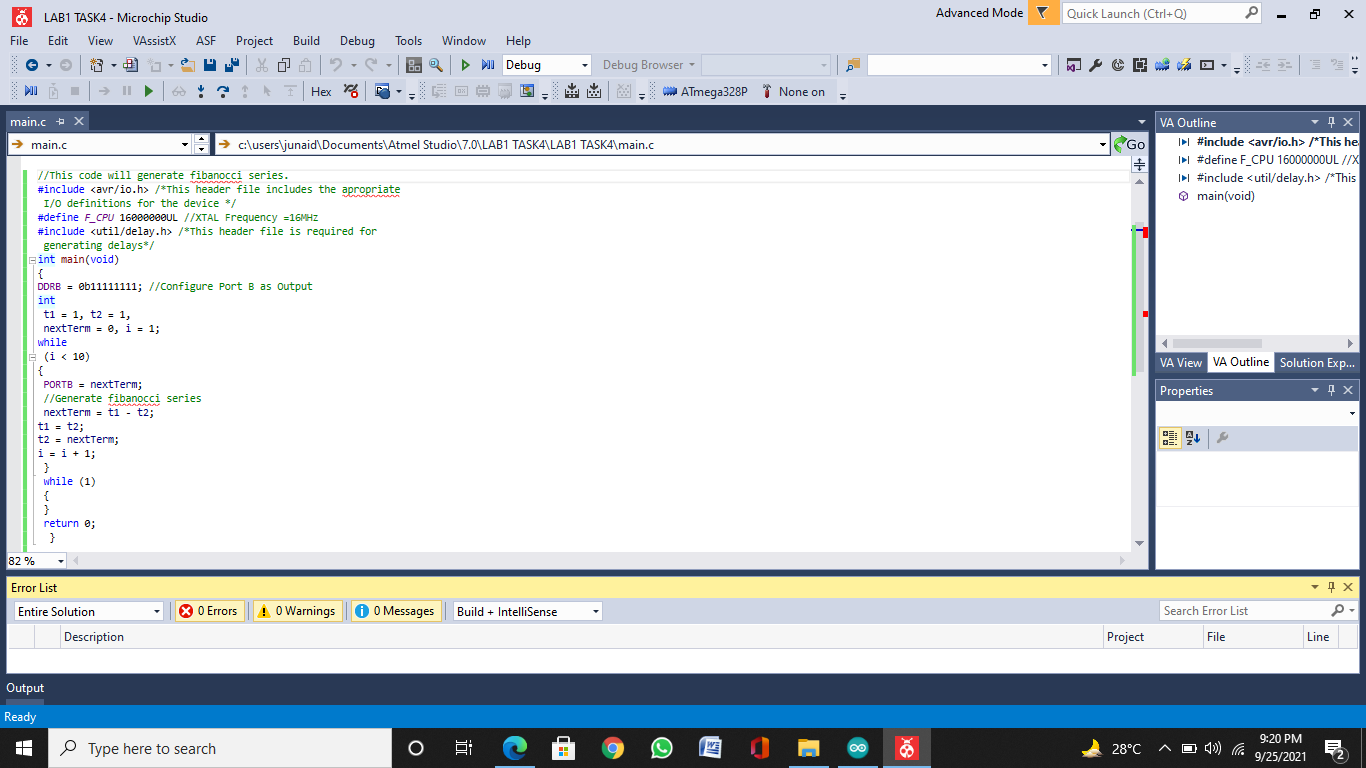 LAB1 TASK4 - Microchip Studio
Advanced Mode
Quick Launch (Ctrl+Q)
File Edit View VAssistX ASF Project Build Debug Tools Window Help
Debug
Debug Browser
Hex
ATmega328P
None on
main.c
main.c
c:\users\junaid\Documents\Atmel Studio\7.0\LAB1 TASK4\LAB1 TASK4\main.c
Go
//This code will generate fibanocci series.
#include <avr/io.h> /*This header file includes the apropriate
I/O definitions for the device */
#define F_CPU 16000000UL //XTAL Frequency =16MHz
#include <util/delay.h> /*This header file is required for
generating delays*/
int main(void)
{
DDRB = 0b11111111; //Configure Port B as Output
int
t1 = 1, t2 = 1,
nextTerm = 0, i = 1;
while
(i < 10)
{
PORTB = nextTerm;
//Generate fibanocci series
nextTerm = t1 - t2;
t1 = t2;
t2 = nextTerm;
i = i + 1;
}
while (1)
{
}
return 0;
}
82 %
VA Outline
#include <avr/io.h> /*This hea
#define F_CPU 16000000UL //X
#include <util/delay.h> /*This
main(void)
VA View VA Outline Solution Exp...
Properties
Error List
Entire Solution
0 Errors
0 Warnings
0 Messages
Build + IntelliSense
Search Error List
Description Project File Line
Output
Ready
Type here to search
28°C
9:20 PM
9/25/2021
2